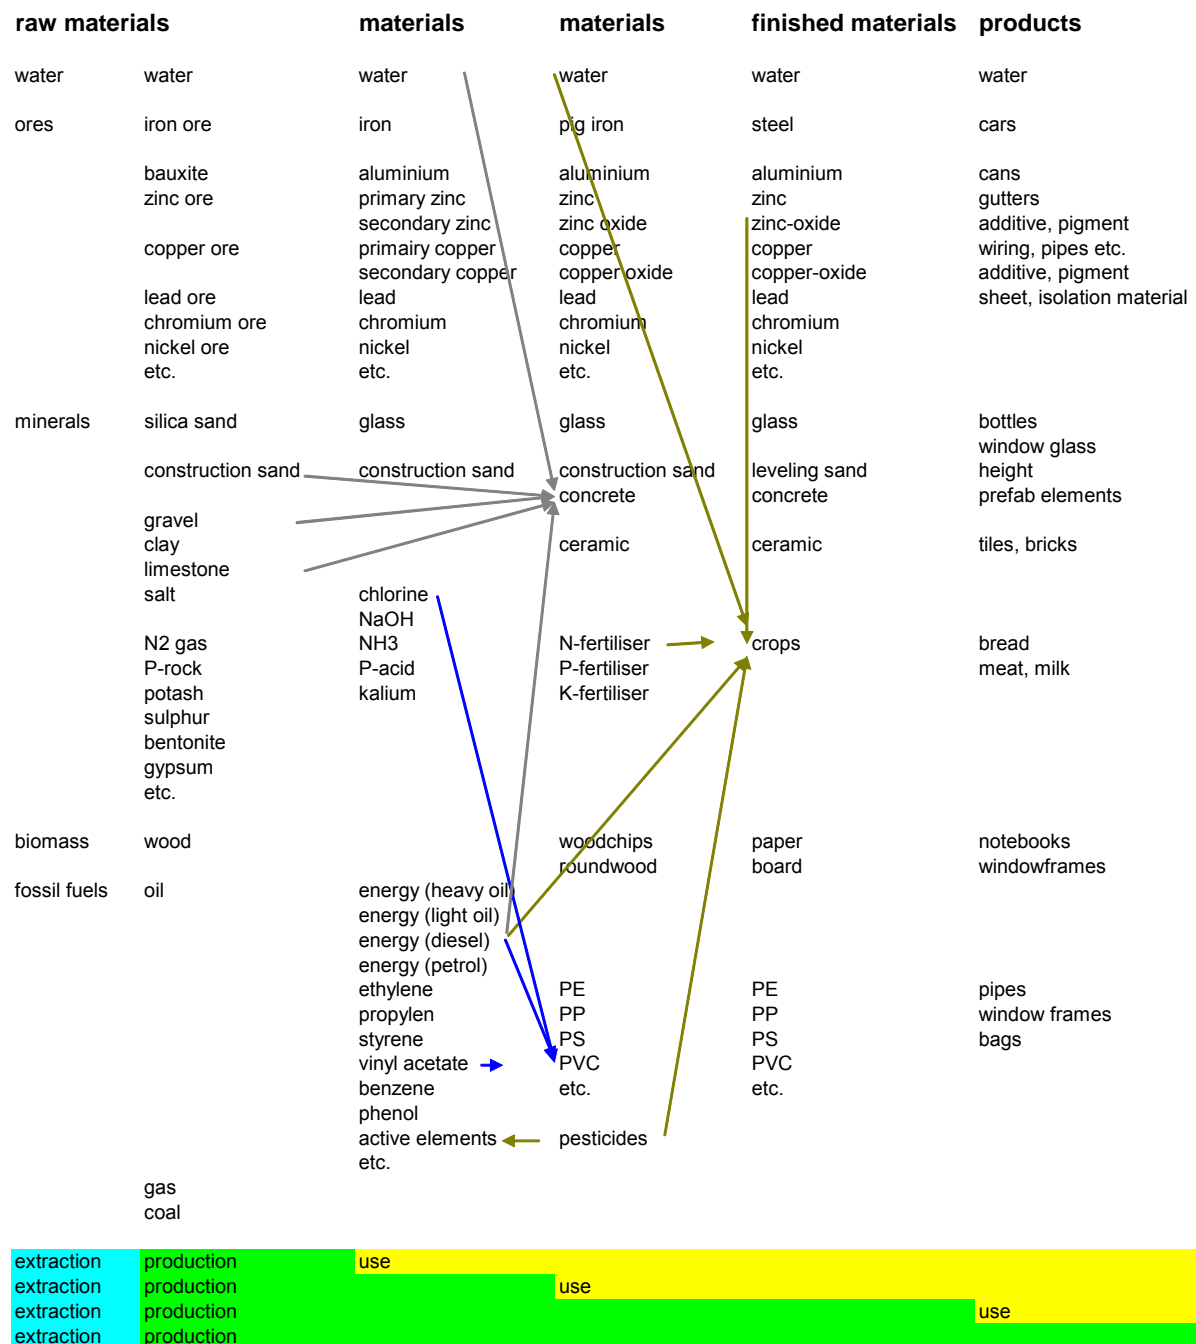 raw materials materials materials finished materials products
water water water water water water
ores iron ore iron pig iron steel cars
bauxite aluminium aluminium aluminium cans
zinc ore primary zinc zinc zinc gutters
secondary zinc zinc oxide zinc-oxide additive, pigment
copper ore primairy copper copper copper wiring, pipes etc.
secondary copper copper oxide copper-oxide additive, pigment
lead ore lead lead lead sheet, isolation material
chromium ore chromium chromium chromium
nickel ore nickel nickel nickel
etc. etc. etc. etc.
minerals silica sand glass glass glass bottles
window glass
construction sand construction sand construction sand leveling sand height
concrete concrete prefab elements
gravel
clay ceramic ceramic tiles, bricks
limestone
salt chlorine
NaOH
N2 gas NH3 N-fertiliser crops bread
P-rock P-acid P-fertiliser meat, milk
potash kalium K-fertiliser
sulphur
bentonite
gypsum
etc.
biomass wood woodchips paper notebooks
roundwood board windowframes
fossil fuels oil energy (heavy oil)
energy (light oil)
energy (diesel)
energy (petrol)
ethylene PE PE pipes
propylen PP PP window frames
styrene PS PS bags
vinyl acetate PVC PVC
benzene etc. etc.
phenol
active elements pesticides
etc.
gas
coal
extraction production use
extraction production use
extraction production use
extraction production